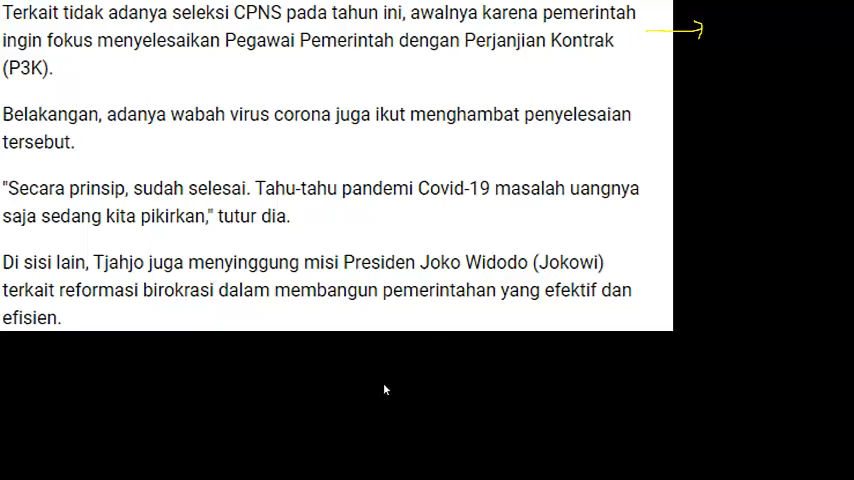 Terkait tidak adanya seleksi CPNS pada tahun ini, awalnya karena pemerintah
ingin fokus menyelesaikan Pegawai Pemerintah dengan Perjanjian Kontrak
(P3K).
Belakangan, adanya wabah virus corona juga ikut menghambat penyelesaian
tersebut.
"Secara prinsip, sudah selesai. Tahu-tahu pandemi Covid-19 masalah uangnya
saja sedang kita pikirkan," tutur dia.
Di sisi lain, Tjahjo juga menyinggung misi Presiden Joko Widodo (Jokowi)
terkait reformasi birokrasi dalam membangun pemerintahan yang efektif dan
efisien.